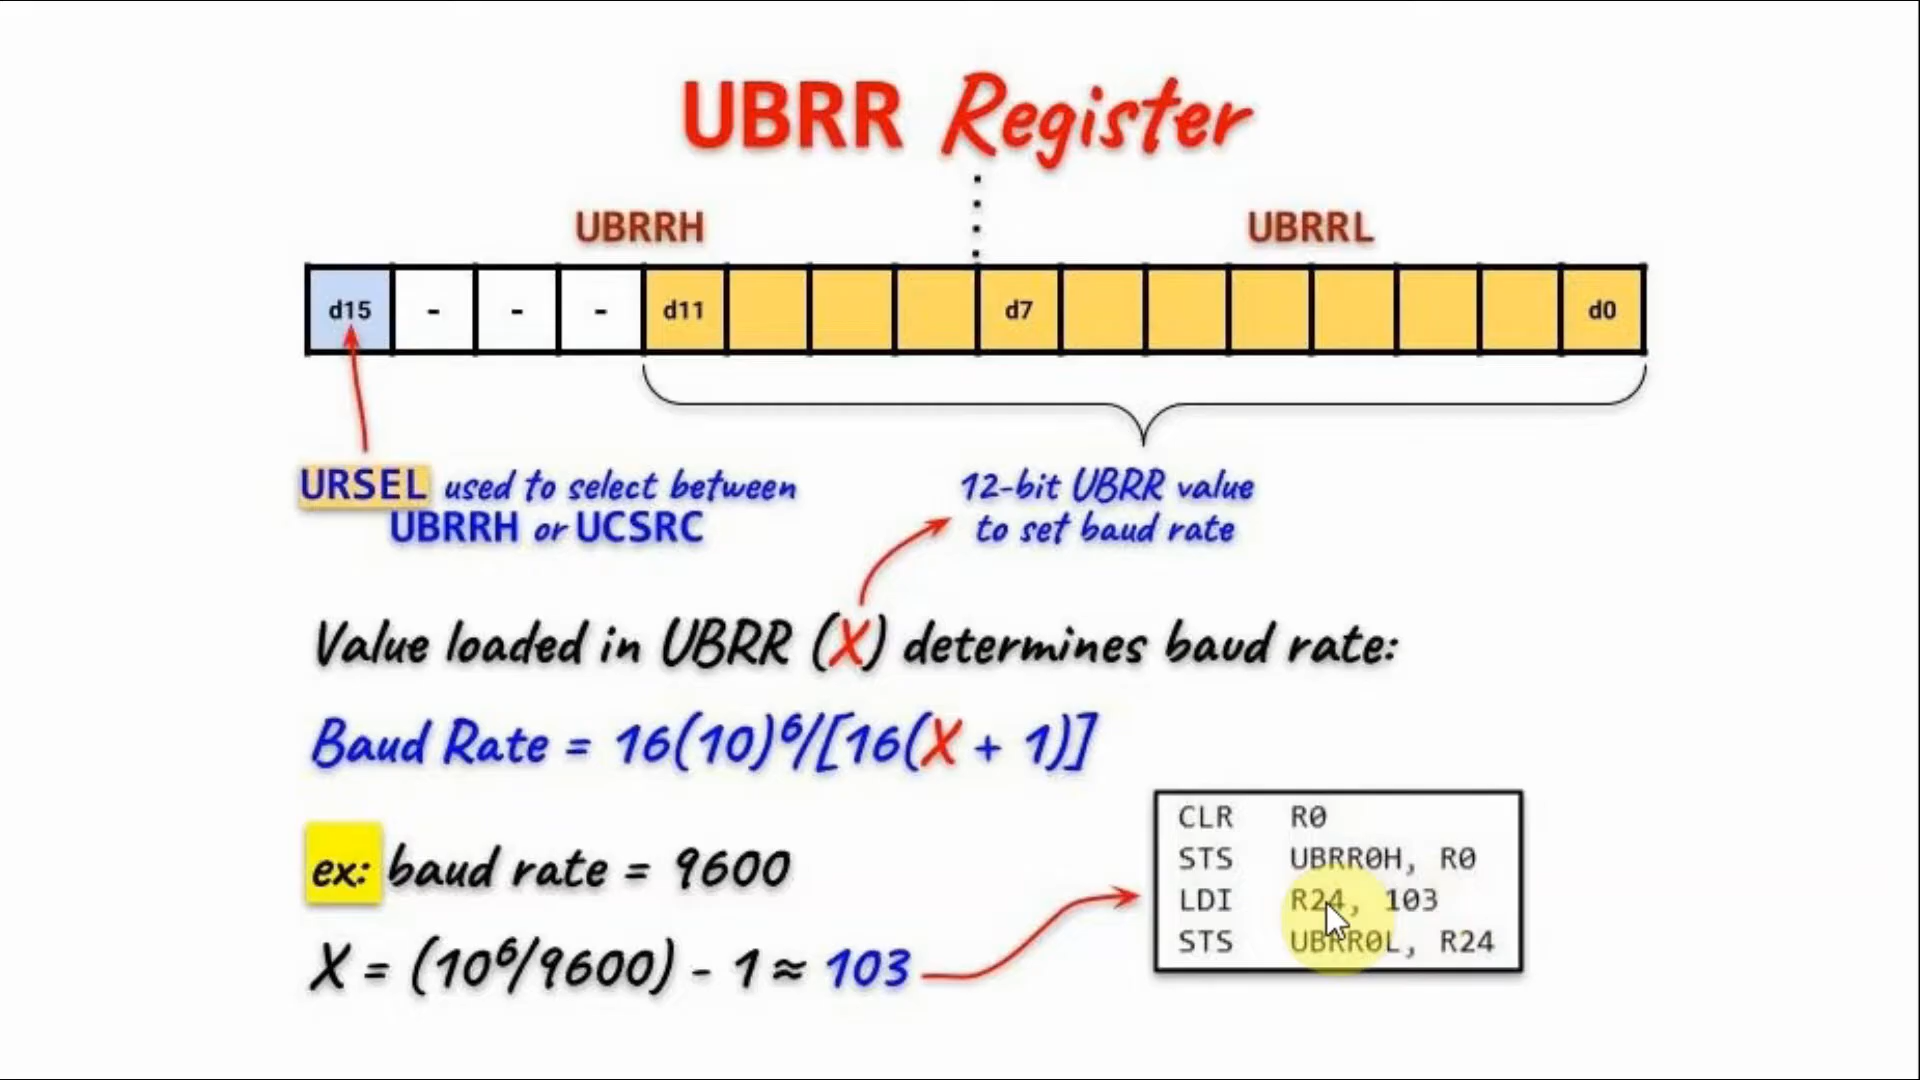 UBRR Register
UBRRH
UBRRL
d15 - - - d11 d7 d0
URSEL used to select between
UBRRH or UCSRC
12-bit UBRR value
to set baud rate
Value loaded in UBRR (X) determines baud rate:
Baud Rate = 16(10)⁶/[16(X + 1)]
ex: baud rate = 9600
X = (10⁶/9600) - 1 ≈ 103
CLR R0
STS UBRR0H, R0
LDI R24, 103
STS UBRR0L, R24